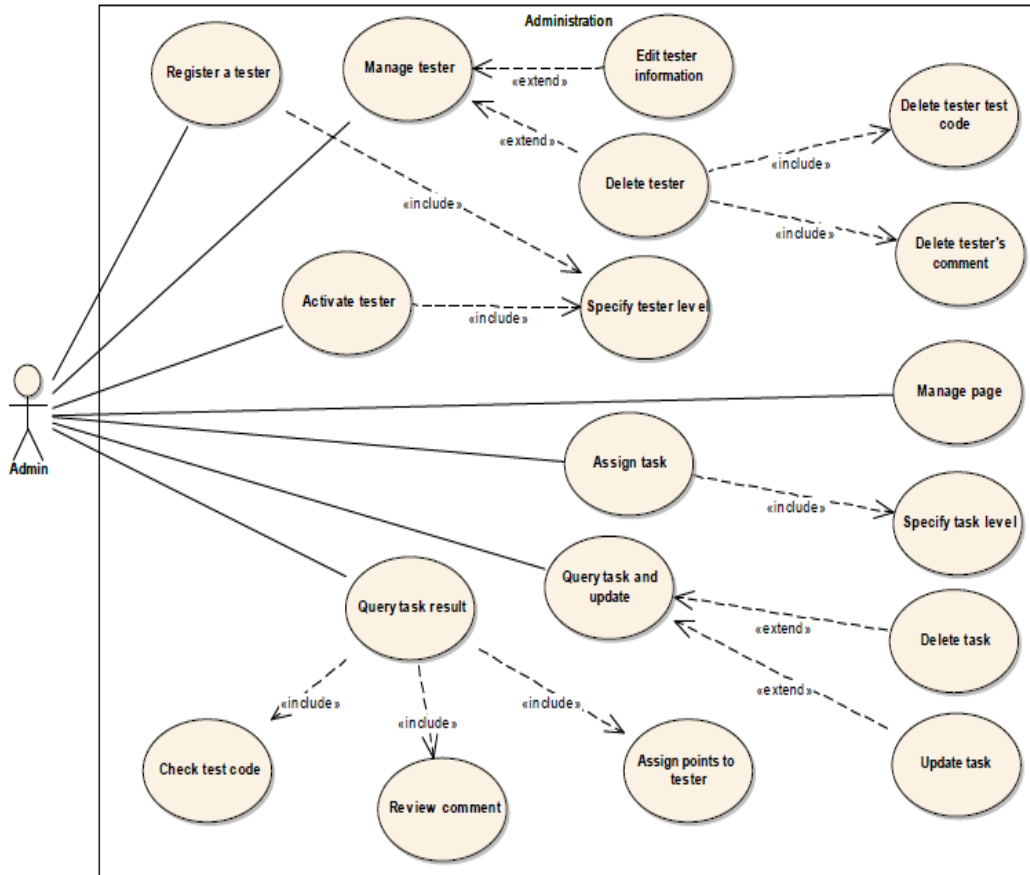 Administration
Register a tester
Manage tester
«extend»
Edit tester
information
«extend»
Delete tester test
code
Delete tester
«include»
«include»
Delete tester's
comment
«include»
Activate tester
«include»
Specify tester level
Manage page
Admin
Assign task
«include»
Specify task level
Query task and
update
Query task result
«extend»
Delete task
«extend»
«include»
«include»
«include»
Check test code
Review comment
Assign points to
tester
Update task